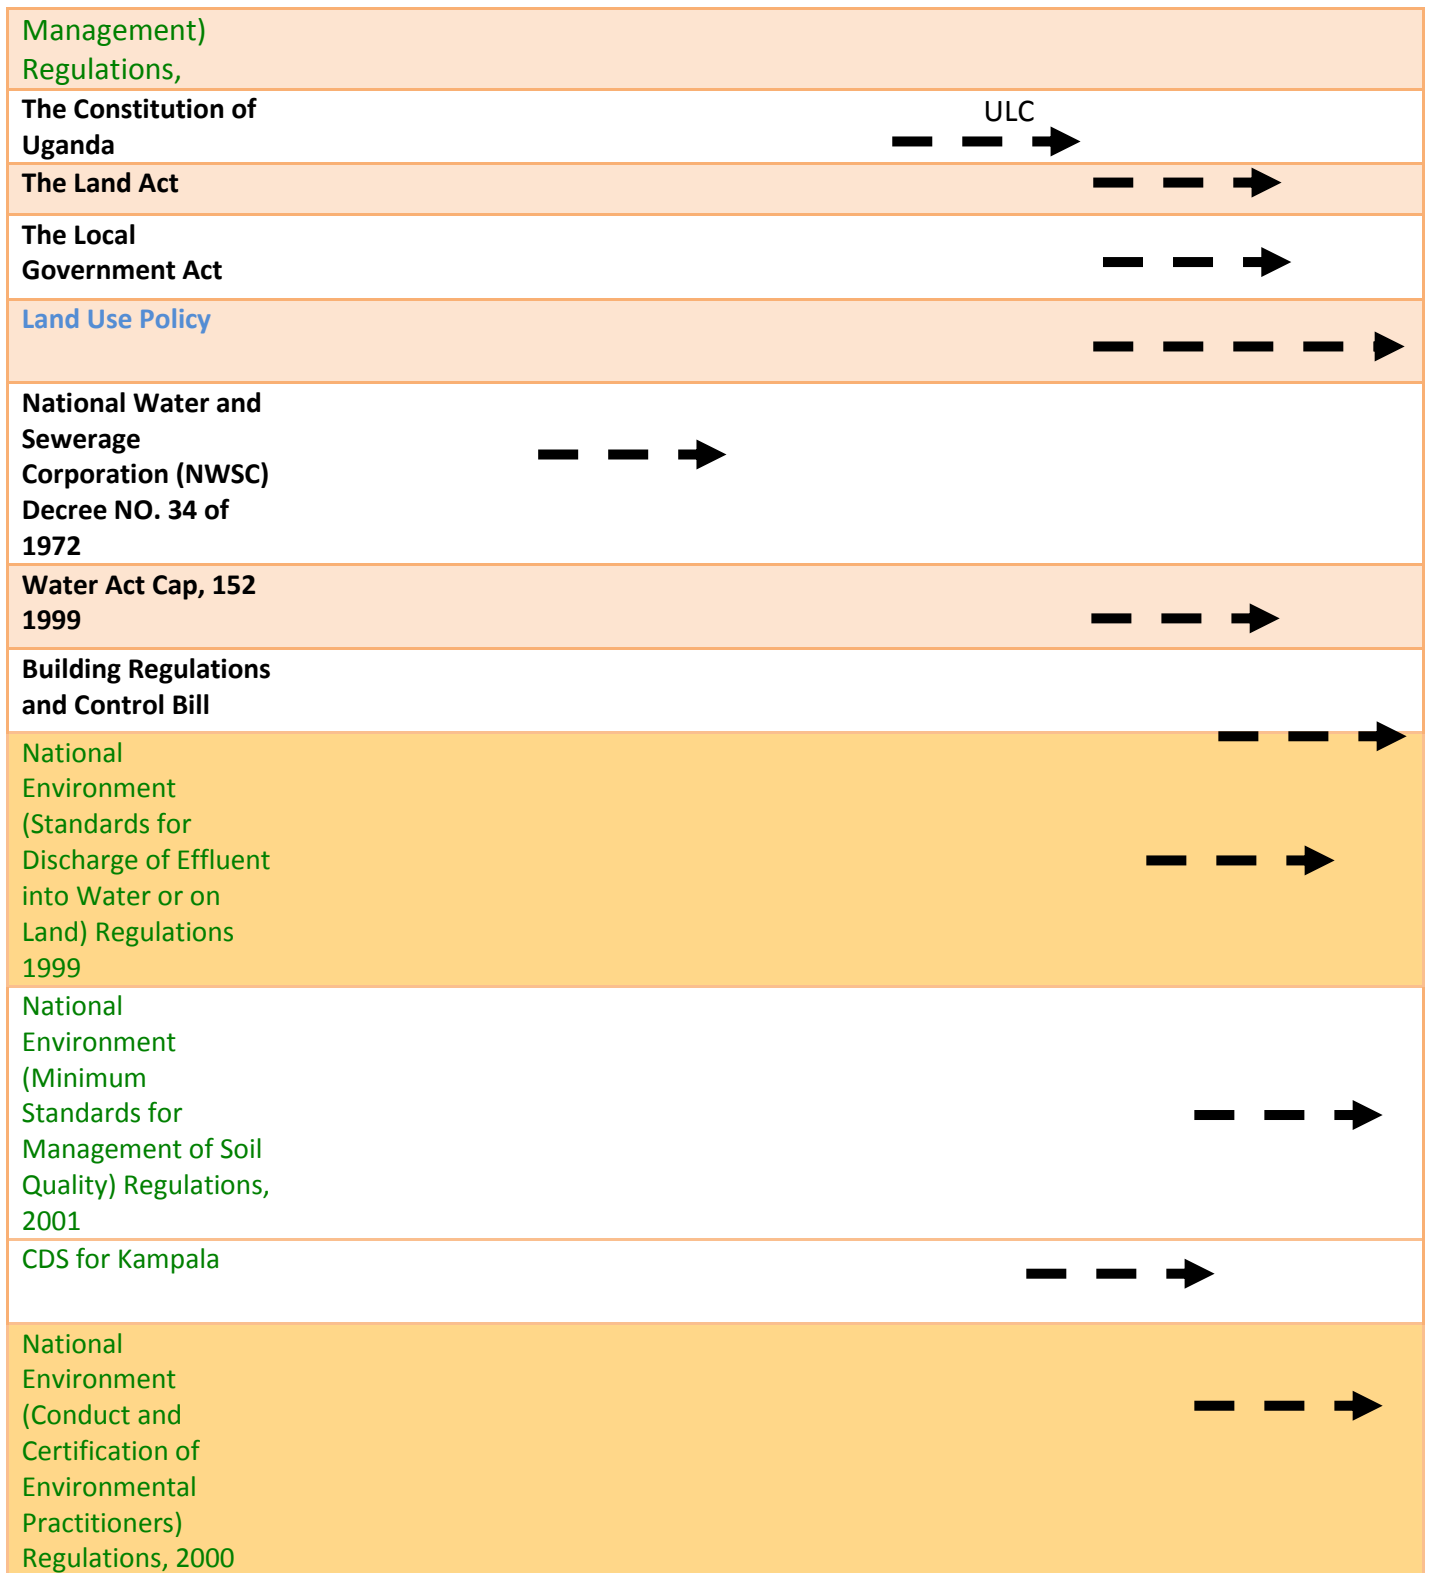 Management)
Regulations,
The Constitution of
Uganda
ULC
The Land Act
The Local
Government Act
Land Use Policy
National Water and
Sewerage
Corporation (NWSC)
Decree NO. 34 of
1972
Water Act Cap, 152
1999
Building Regulations
and Control Bill
National
Environment
(Standards for
Discharge of Effluent
into Water or on
Land) Regulations
1999
National
Environment
(Minimum
Standards for
Management of Soil
Quality) Regulations,
2001
CDS for Kampala
National
Environment
(Conduct and
Certification of
Environmental
Practitioners)
Regulations, 2000